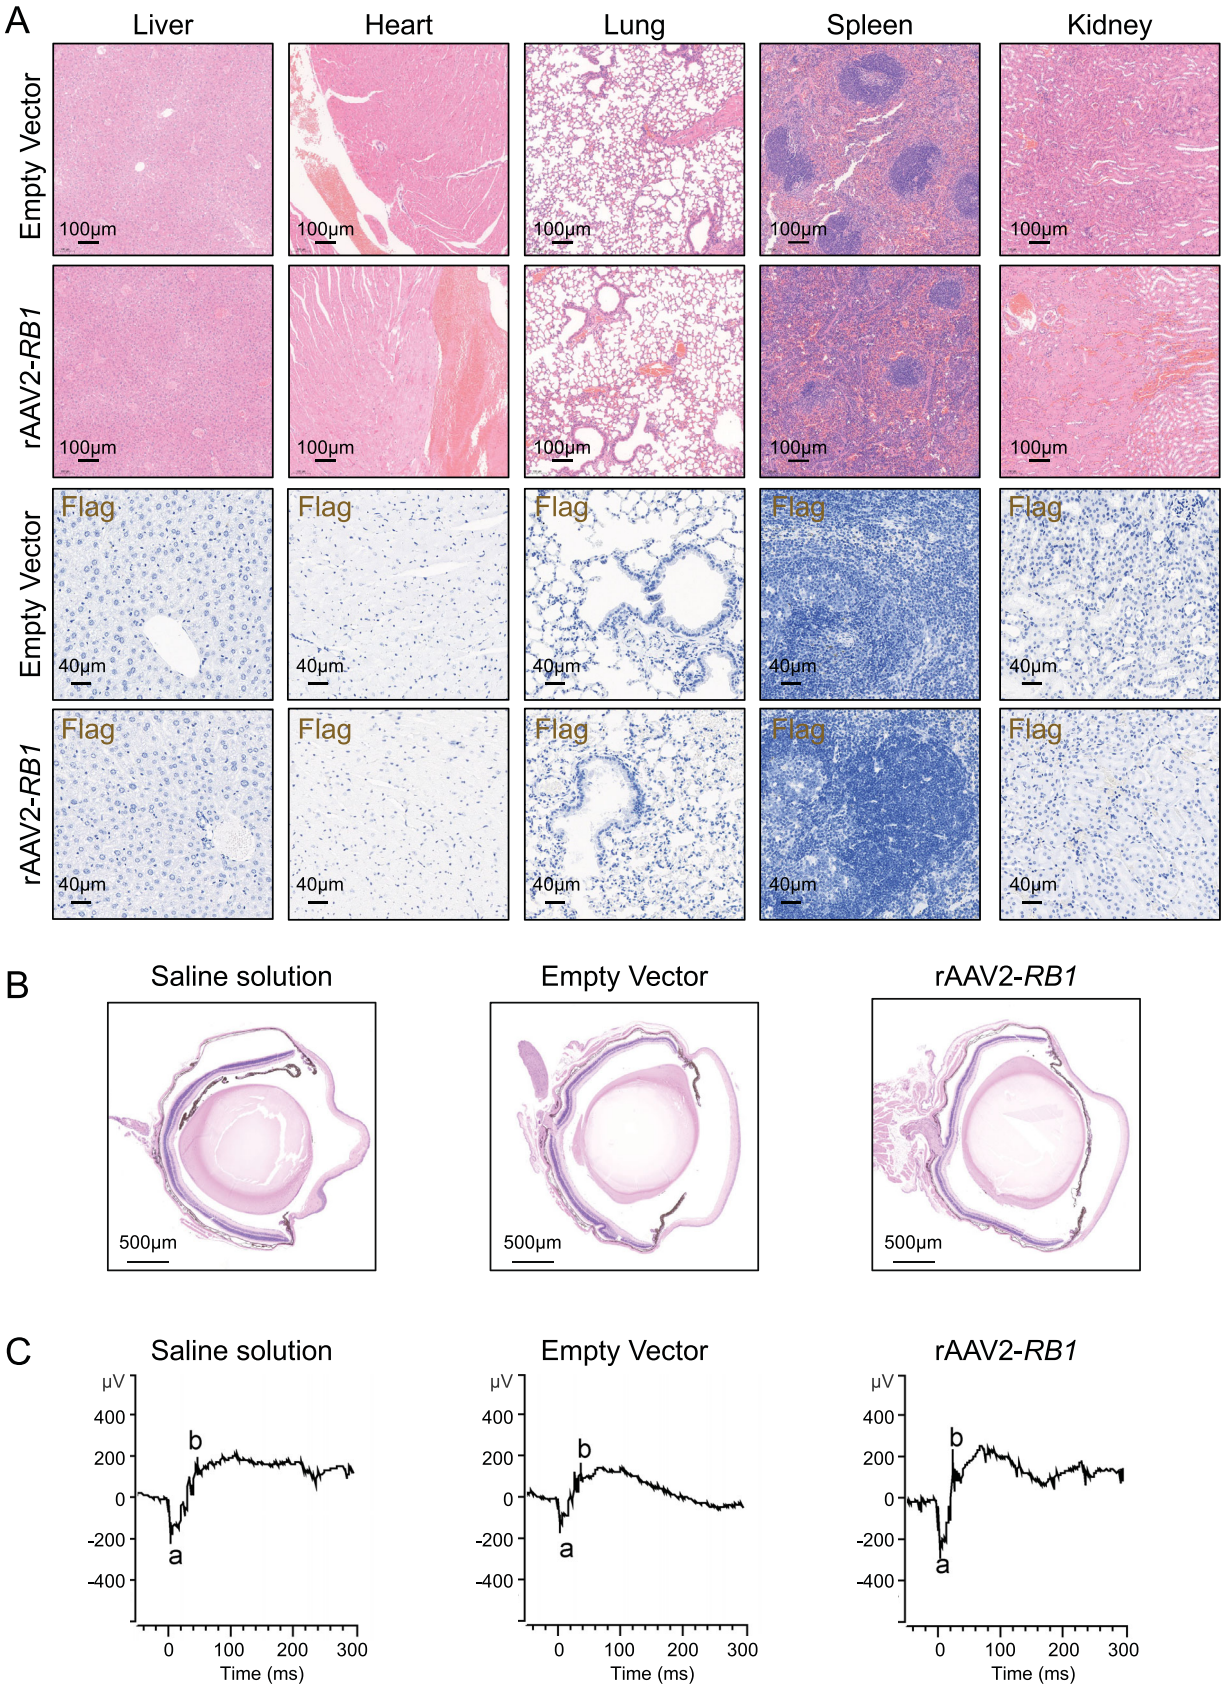 A
Liver Heart Lung Spleen Kidney
Empty Vector
100μm 100μm 100μm 100μm 100μm
rAAV2-RB1
100μm 100μm 100μm 100μm 100μm
Empty Vector
Flag Flag Flag Flag Flag
40μm 40μm 40μm 40μm 40μm
rAAV2-RB1
Flag Flag Flag Flag Flag
40μm 40μm 40μm 40μm 40μm
B
Saline solution Empty Vector rAAV2-RB1
500μm 500μm 500μm
C
Saline solution Empty Vector rAAV2-RB1
μV μV μV
400 400 400
b b b
200 200 200
0 0 0
-200 -200 -200
a a a
-400 -400 -400
0 100 200 300 0 100 200 300 0 100 200 300
Time (ms) Time (ms) Time (ms)